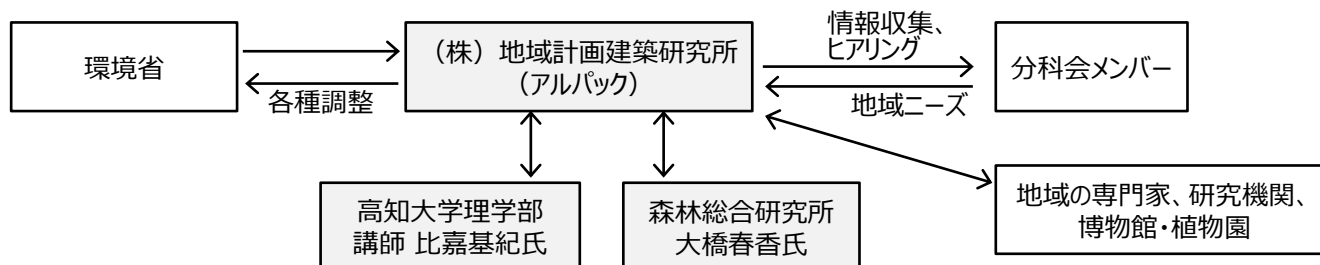 環境省
各種調整
（株）地域計画建築研究所
（アルパック）
情報収集、
ヒアリング
地域ニーズ
分科会メンバー
高知大学理学部
講師 比嘉基紀氏
森林総合研究所
大橋春香氏
地域の専門家、研究機関、
博物館・植物園